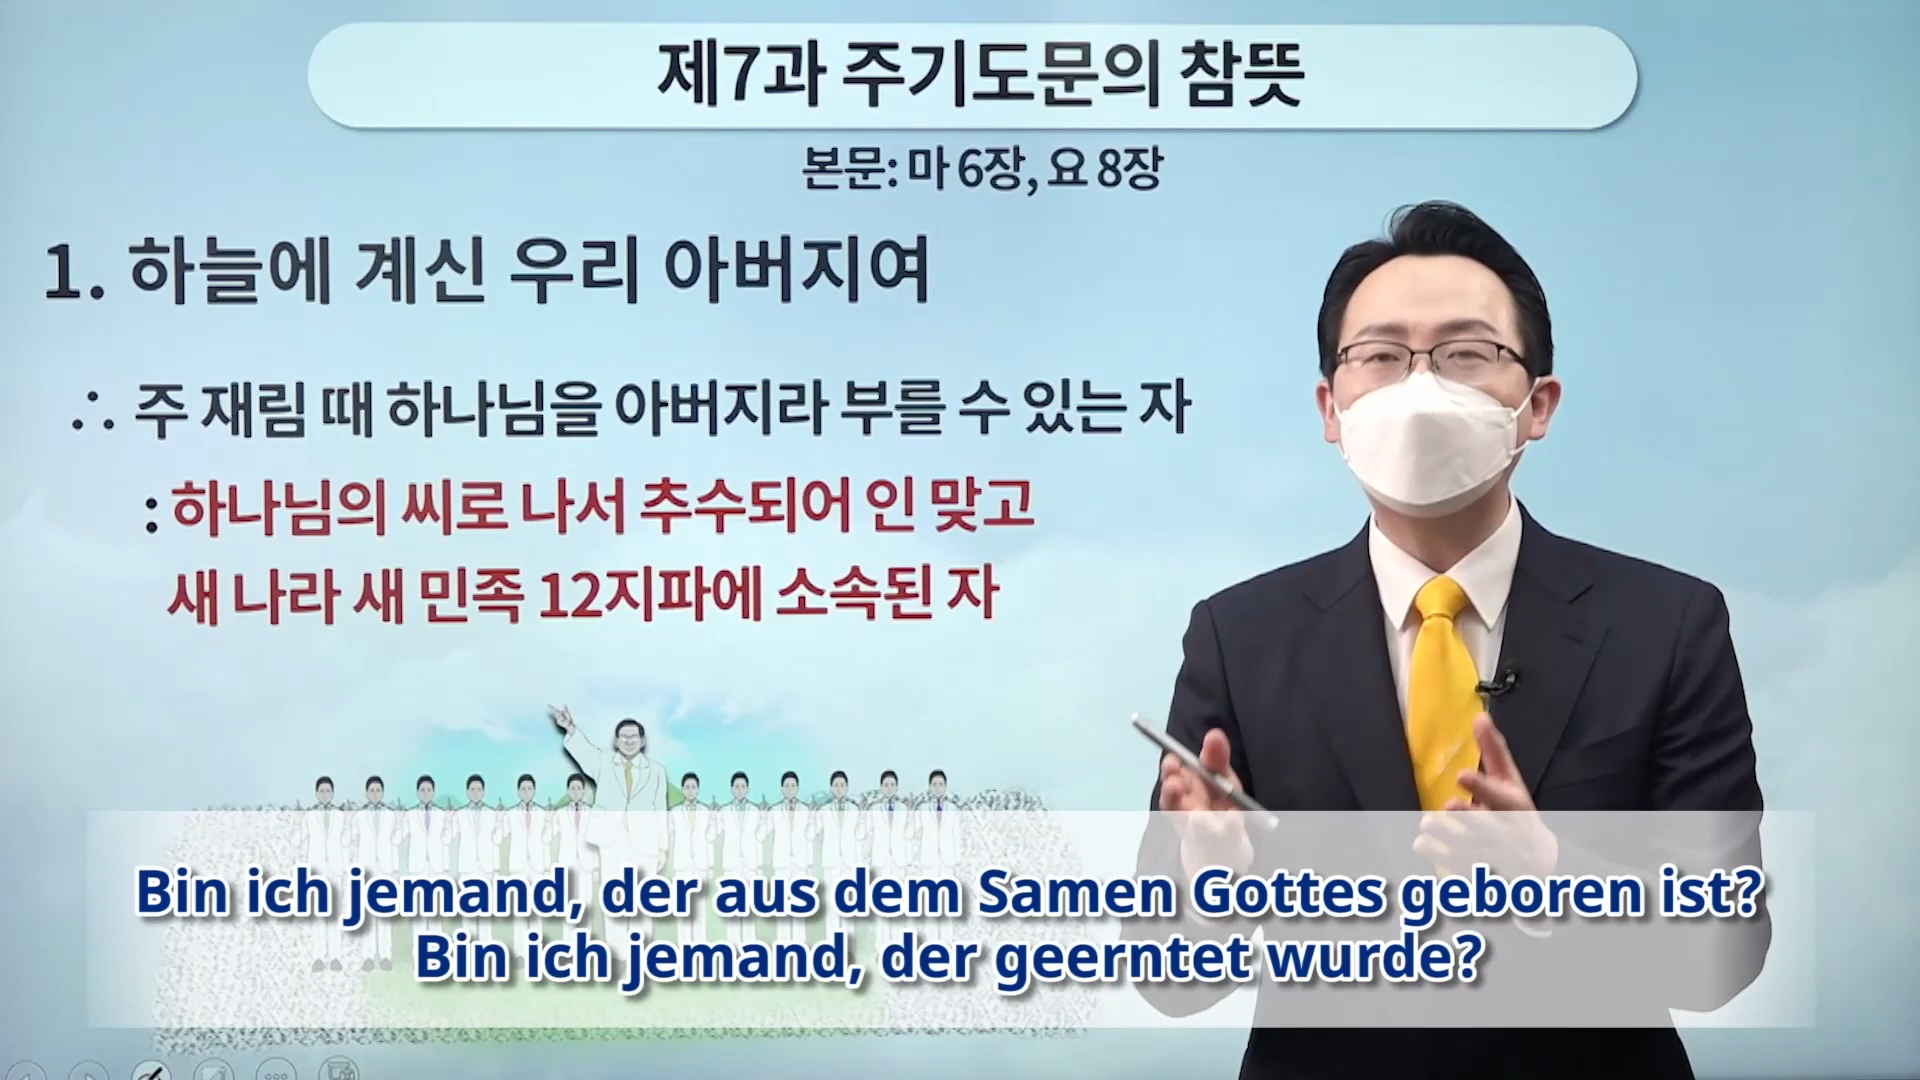 제7과 주기도문의 참뜻
본문: 마 6장, 요 8장
1. 하늘에 계신 우리 아버지여
∴ 주 재림 때 하나님을 아버지라 부를 수 있는 자
: 하나님의 씨로 나서 추수되어 인 맞고
새 나라 새 민족 12지파에 소속된 자
Bin ich jemand, der aus dem Samen Gottes geboren ist?
Bin ich jemand, der geerntet wurde?